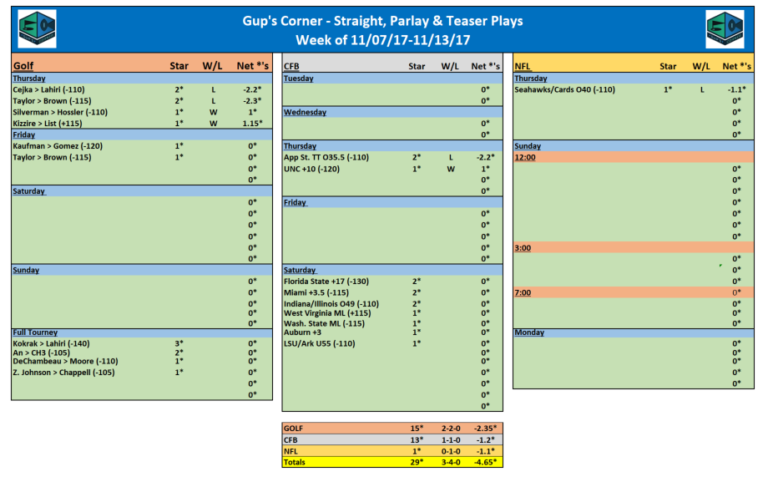 Gup's Corner - Straight, Parlay & Teaser Plays
Week of 11/07/17-11/13/17
Golf Star W/L Net *'s
Thursday
Cejka > Lahiri (-110) 2* L -2.2*
Taylor > Brown (-115) 2* L -2.3*
Silverman > Hossler (-110) 1* W 1*
Kizzire > List (+115) 1* W 1.15*
Friday
Kaufman > Gomez (-120) 1* 0*
Taylor > Brown (-115) 1* 0*
0*
0*
Saturday
0*
0*
0*
0*
0*
0*
Sunday
0*
0*
0*
0*
0*
Full Tourney
Kokrak > Lahiri (-140) 3* 0*
An > CH3 (-105) 2* 0*
DeChambeau > Moore (-110) 1* 0*
Z. Johnson > Chappell (-105) 1* 0*
0*
0*
CFB Star W/L Net *'s
Tuesday
0*
0*
Wednesday
0*
0*
Thursday
App St. TT O35.5 (-110) 2* L -2.2*
UNC +10 (-120) 1* W 1*
0*
0*
Friday
0*
0*
0*
0*
0*
Saturday
Florida State +17 (-130) 2* 0*
Miami +3.5 (-115) 2* 0*
Indiana/Illinois O49 (-110) 2* 0*
West Virginia ML (+115) 1* 0*
Wash. State ML (-115) 1* 0*
Auburn +3 1* 0*
LSU/Ark U55 (-110) 1* 0*
0*
0*
0*
0*
0*
0*
NFL Star W/L Net *'s
Thursday
Seahawks/Cards O40 (-110) 1* L -1.1*
0*
0*
0*
0*
Sunday
12:00
0*
0*
0*
0*
0*
0*
0*
3:00
0*
0*
0*
7:00 0*
0*
0*
0*
Monday
0*
0*
0*
0*
GOLF 15* 2-2-0 -2.35*
CFB 13* 1-1-0 -1.2*
NFL 1* 0-1-0 -1.1*
Totals 29* 3-4-0 -4.65*